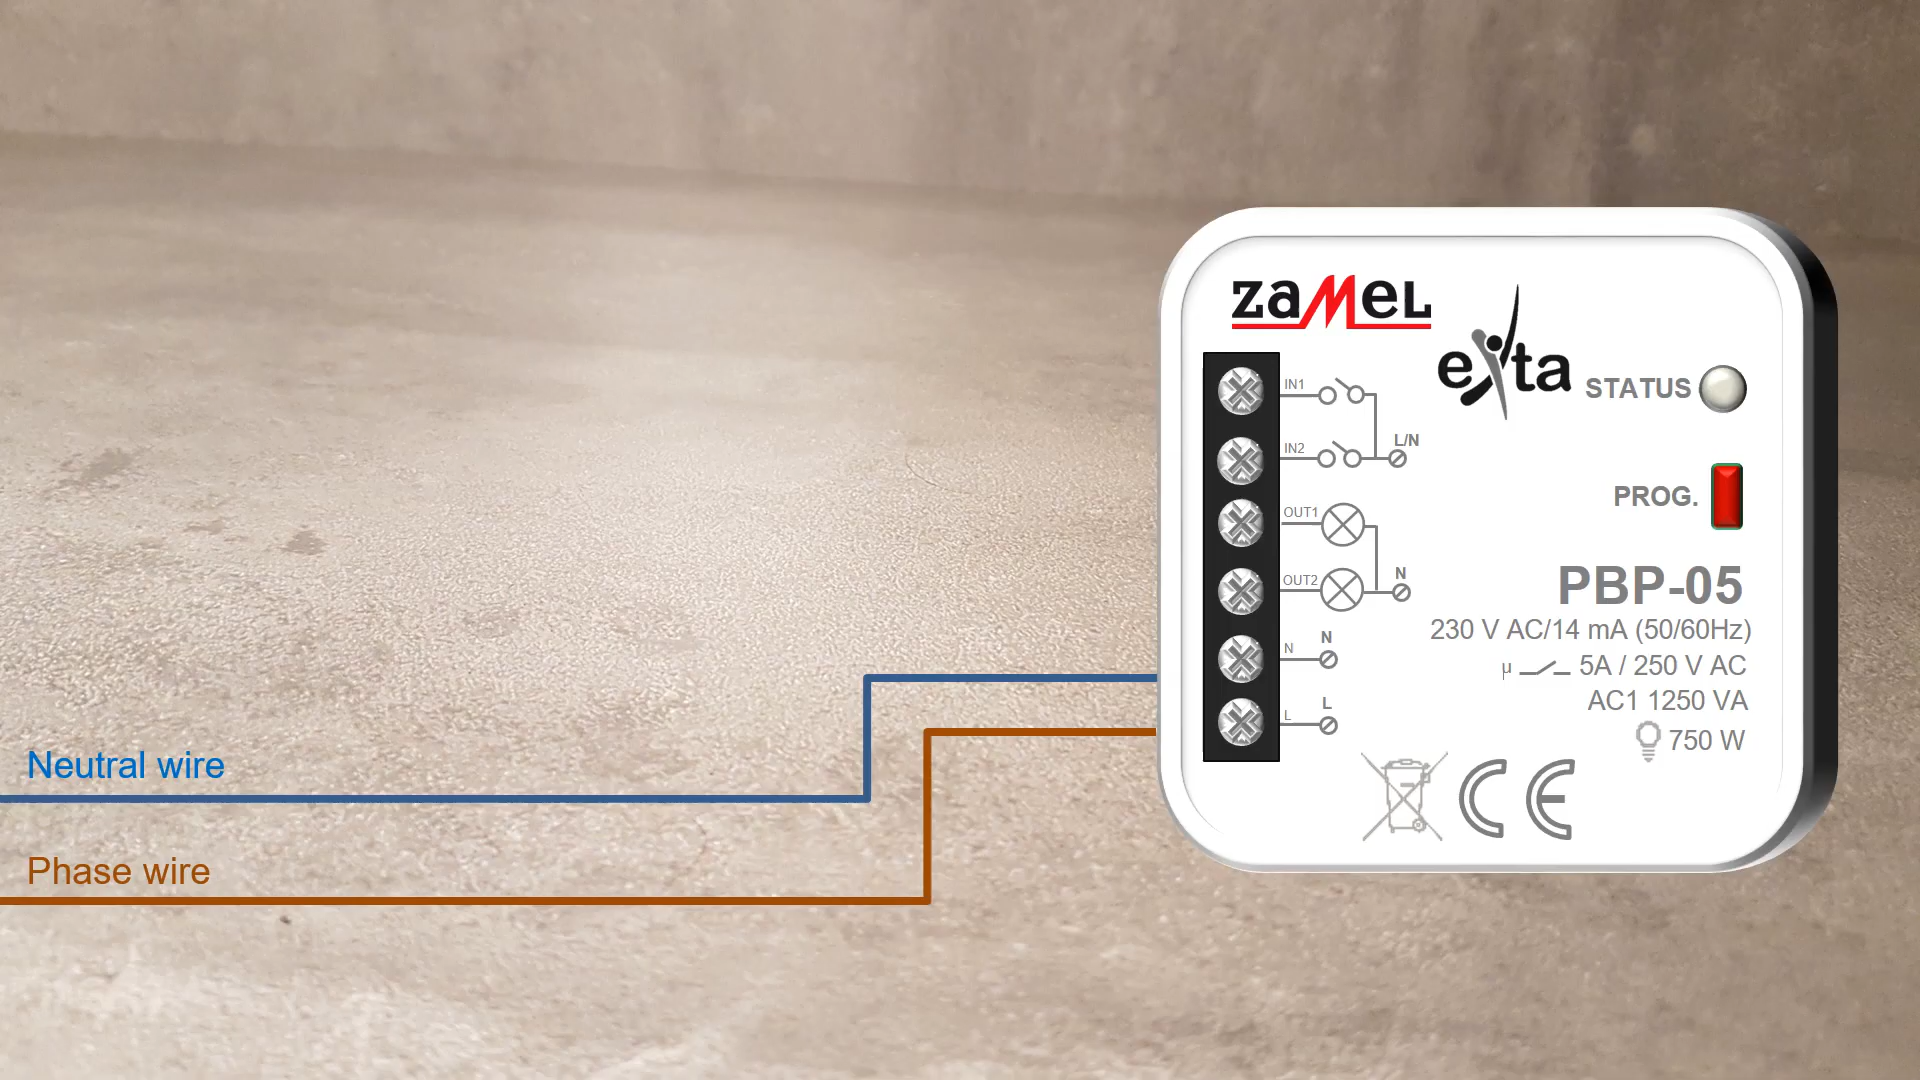 ZAMEL
exta
STATUS
IN1
L/N
IN2
PROG.
OUT1
OUT2
N
PBP-05
230 V AC/14 mA (50/60Hz)
N
N
µ 5A / 250 V AC
L
L
AC1 1250 VA
750 W
CE
Neutral wire
Phase wire